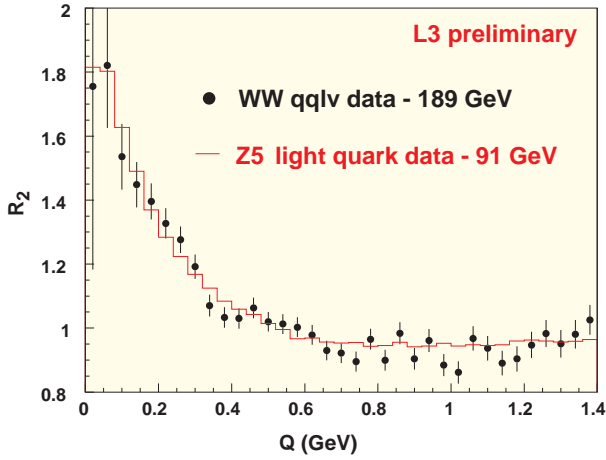 2
L3 preliminary
WW qqlv data - 189 GeV
1.8
Z5 light quark data - 91 GeV
1.6
R2
1.4
1.2
1
0.8
0 0.2 0.4 0.6 0.8 1 1.2 1.4
Q (GeV)